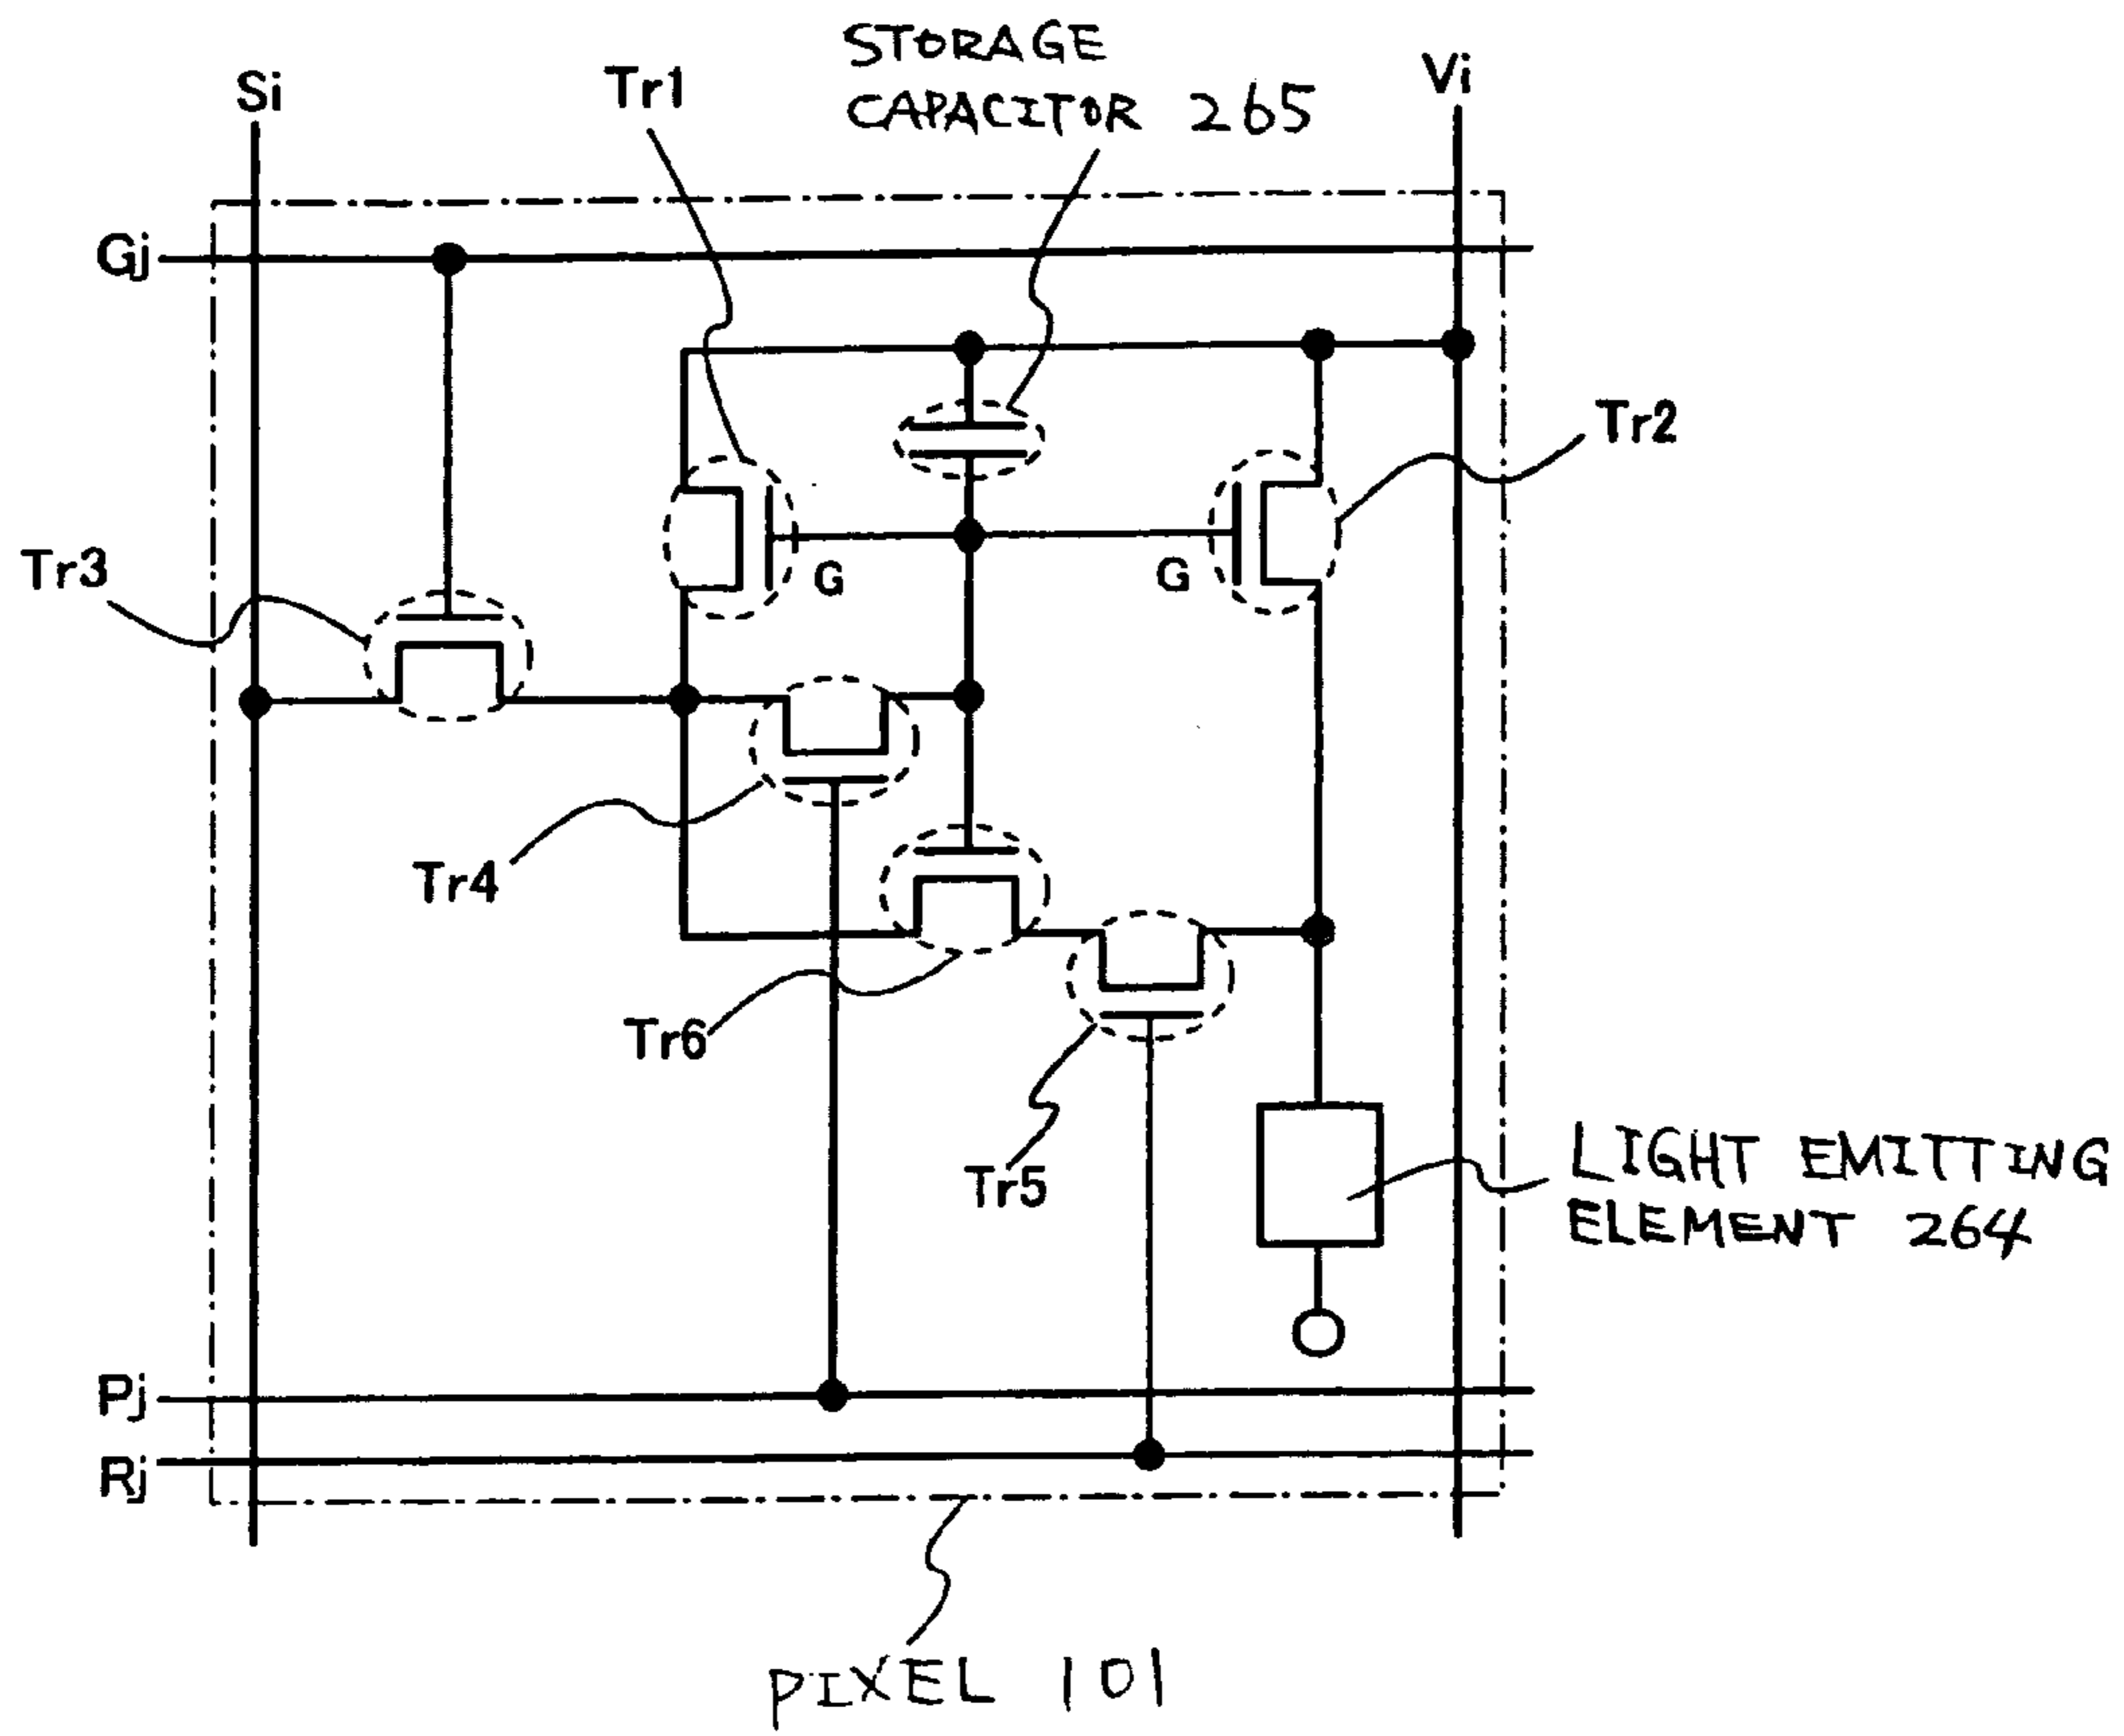 STORAGE
CAPACITOR 265
Si
Tr1
Vi
Gj
Tr2
Tr3
G
G
Tr4
Tr6
Tr5
LIGHT EMITTING
ELEMENT 264
Pj
Rj
PIXEL 101